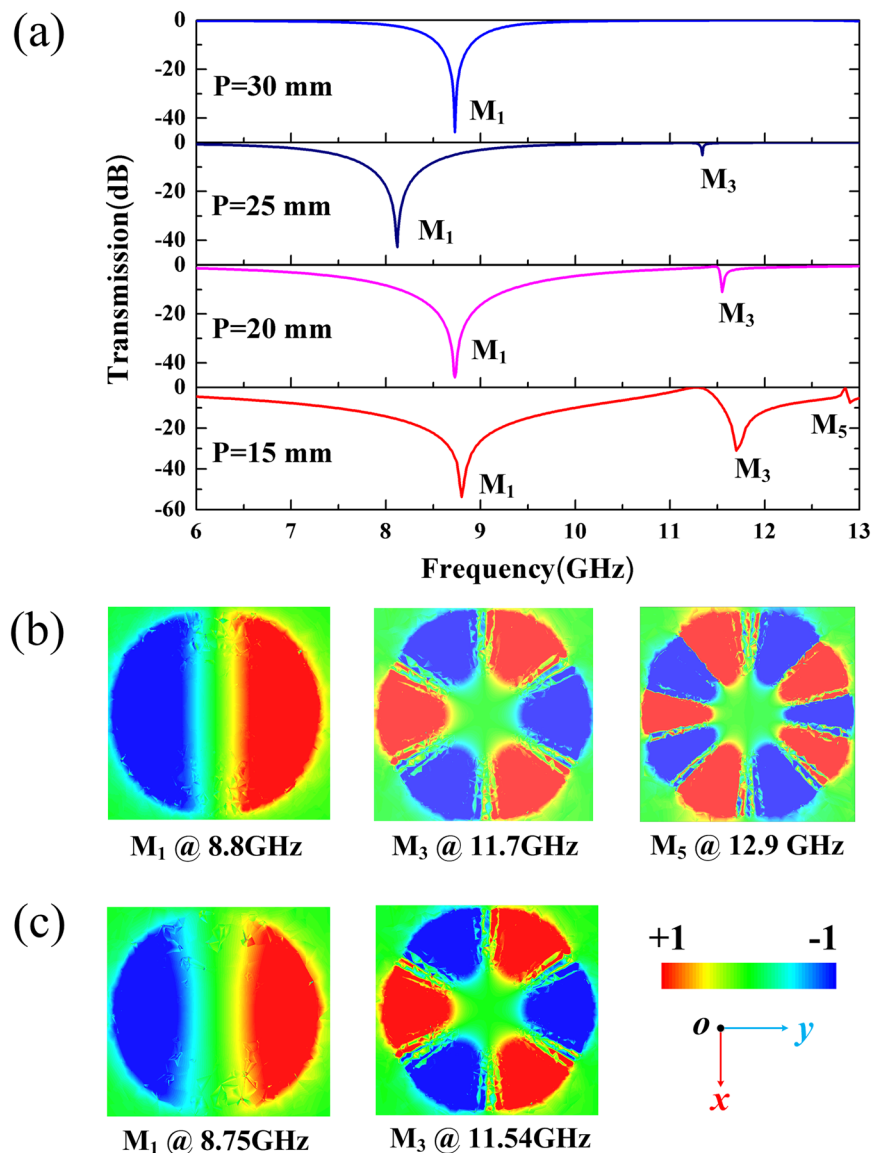 (a)
Transmission(dB)
0
-20
-40
P=30 mm
M₁
0
-20
-40
P=25 mm
M₁
M₃
0
-20
-40
P=20 mm
M₁
M₃
0
-20
-40
-60
P=15 mm
M₁
M₃
M₅
6 7 8 9 10 11 12 13
Frequency(GHz)
(b)
M₁ @ 8.8GHz
M₃ @ 11.7GHz
M₅ @ 12.9 GHz
(c)
M₁ @ 8.75GHz
M₃ @ 11.54GHz
+1 -1
o y
x